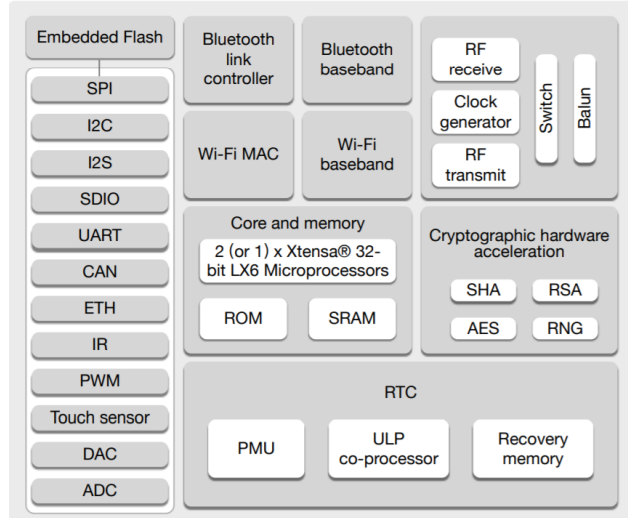 Embedded Flash
SPI
I2C
I2S
SDIO
UART
CAN
ETH
IR
PWM
Touch sensor
DAC
ADC
Bluetooth
link
controller
Bluetooth
baseband
Wi-Fi MAC
Wi-Fi
baseband
RF
receive
Clock
generator
RF
transmit
Switch
Balun
Core and memory
2 (or 1) x Xtensa® 32-
bit LX6 Microprocessors
ROM
SRAM
Cryptographic hardware
acceleration
SHA
RSA
AES
RNG
RTC
PMU
ULP
co-processor
Recovery
memory